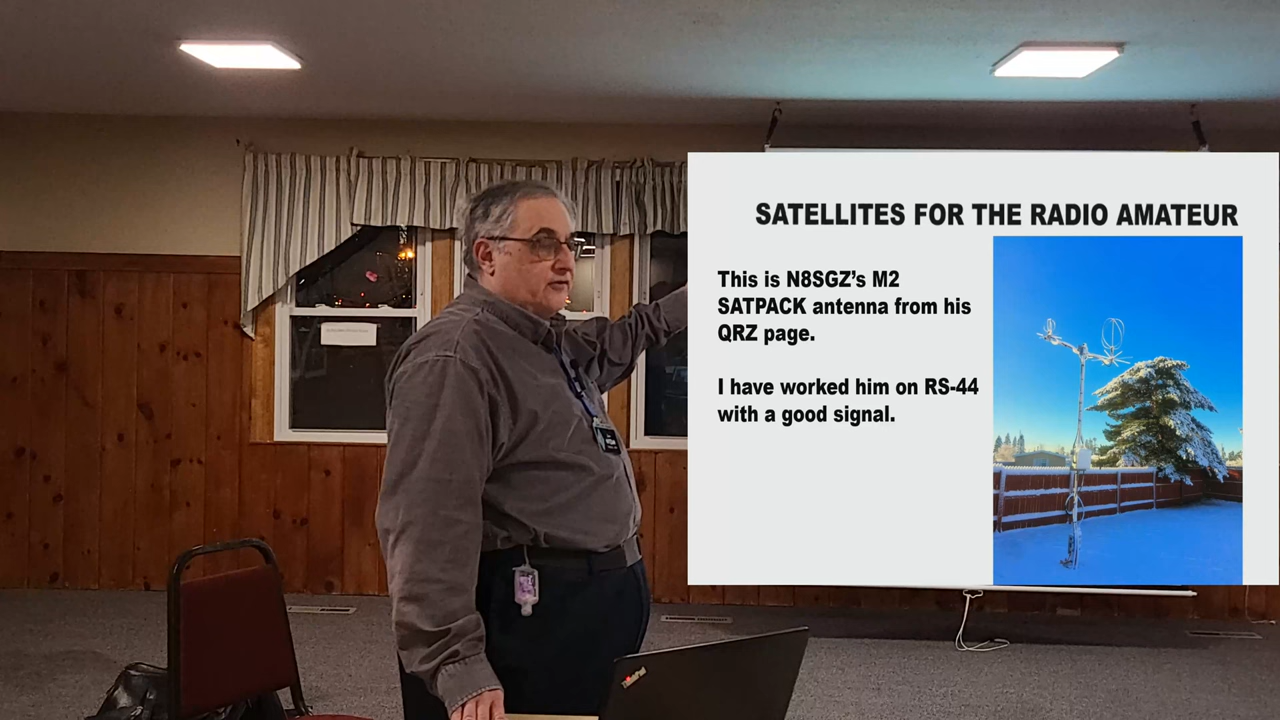 SATELLITES FOR THE RADIO AMATEUR
This is N8SGZ's M2
SATPACK antenna from his
QRZ page.
I have worked him on RS-44
with a good signal.
ThinkPad